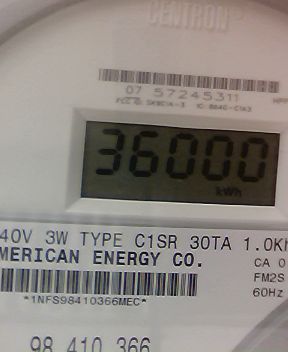 CENTRON
07 57245311
36000
kWh
40V 3W TYPE C1SR 30TA 1.0Kh
MERICAN ENERGY CO.
CA 0
FM2S
60Hz
*1NFS98410366MEC*
98 410 366